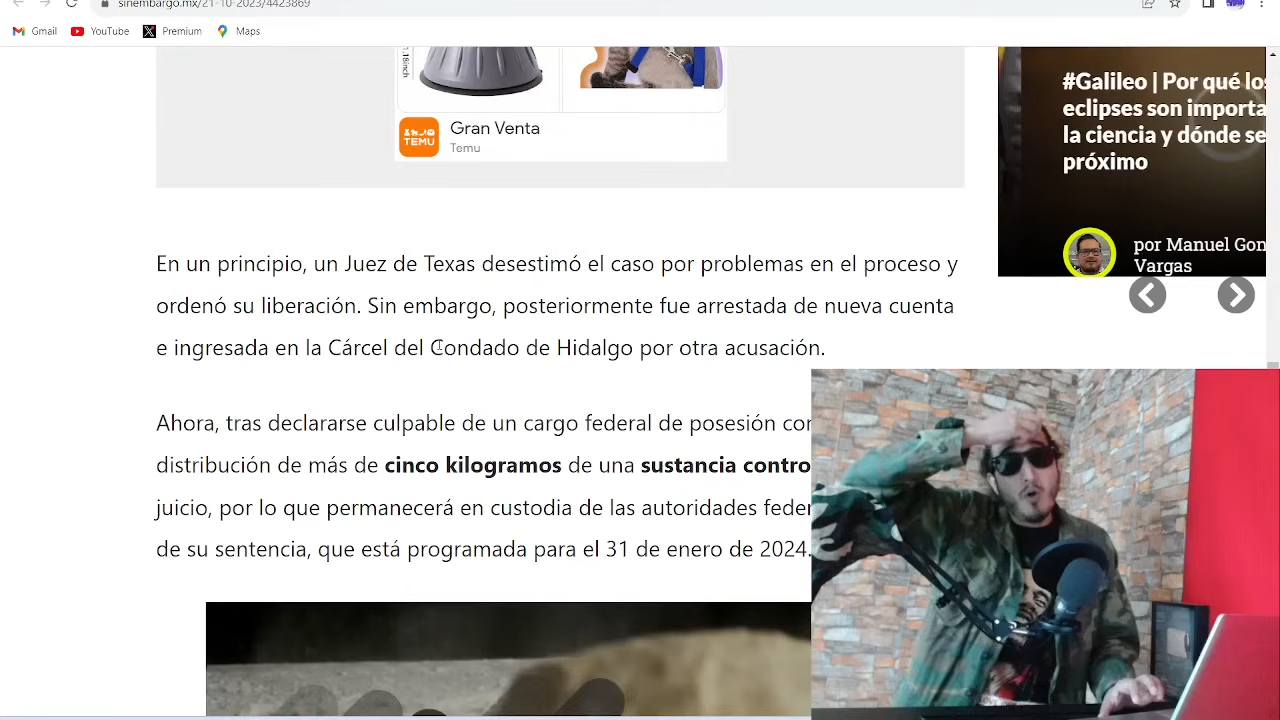 sinembargo.mx/21-10-2023/4423869
Gmail
YouTube
Premium
Maps
1.18inch
TEMU
Gran Venta
Temu
#Galileo | Por qué los
eclipses son importa
la ciencia y dónde se
próximo
por Manuel Gon
Vargas
En un principio, un Juez de Texas desestimó el caso por problemas en el proceso y
ordenó su liberación. Sin embargo, posteriormente fue arrestada de nueva cuenta
e ingresada en la Cárcel del Condado de Hidalgo por otra acusación.
Ahora, tras declararse culpable de un cargo federal de posesión con
distribución de más de cinco kilogramos de una sustancia contro
juicio, por lo que permanecerá en custodia de las autoridades feder
de su sentencia, que está programada para el 31 de enero de 2024.